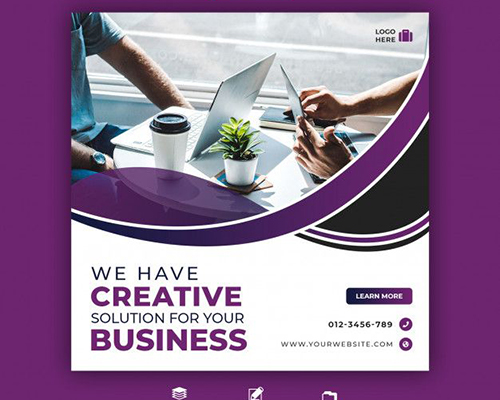 LOGO
HERE
WE HAVE
CREATIVE
SOLUTION FOR YOUR
BUSINESS
LEARN MORE
012-3456-789
WWW.YOURWEBSITE.COM